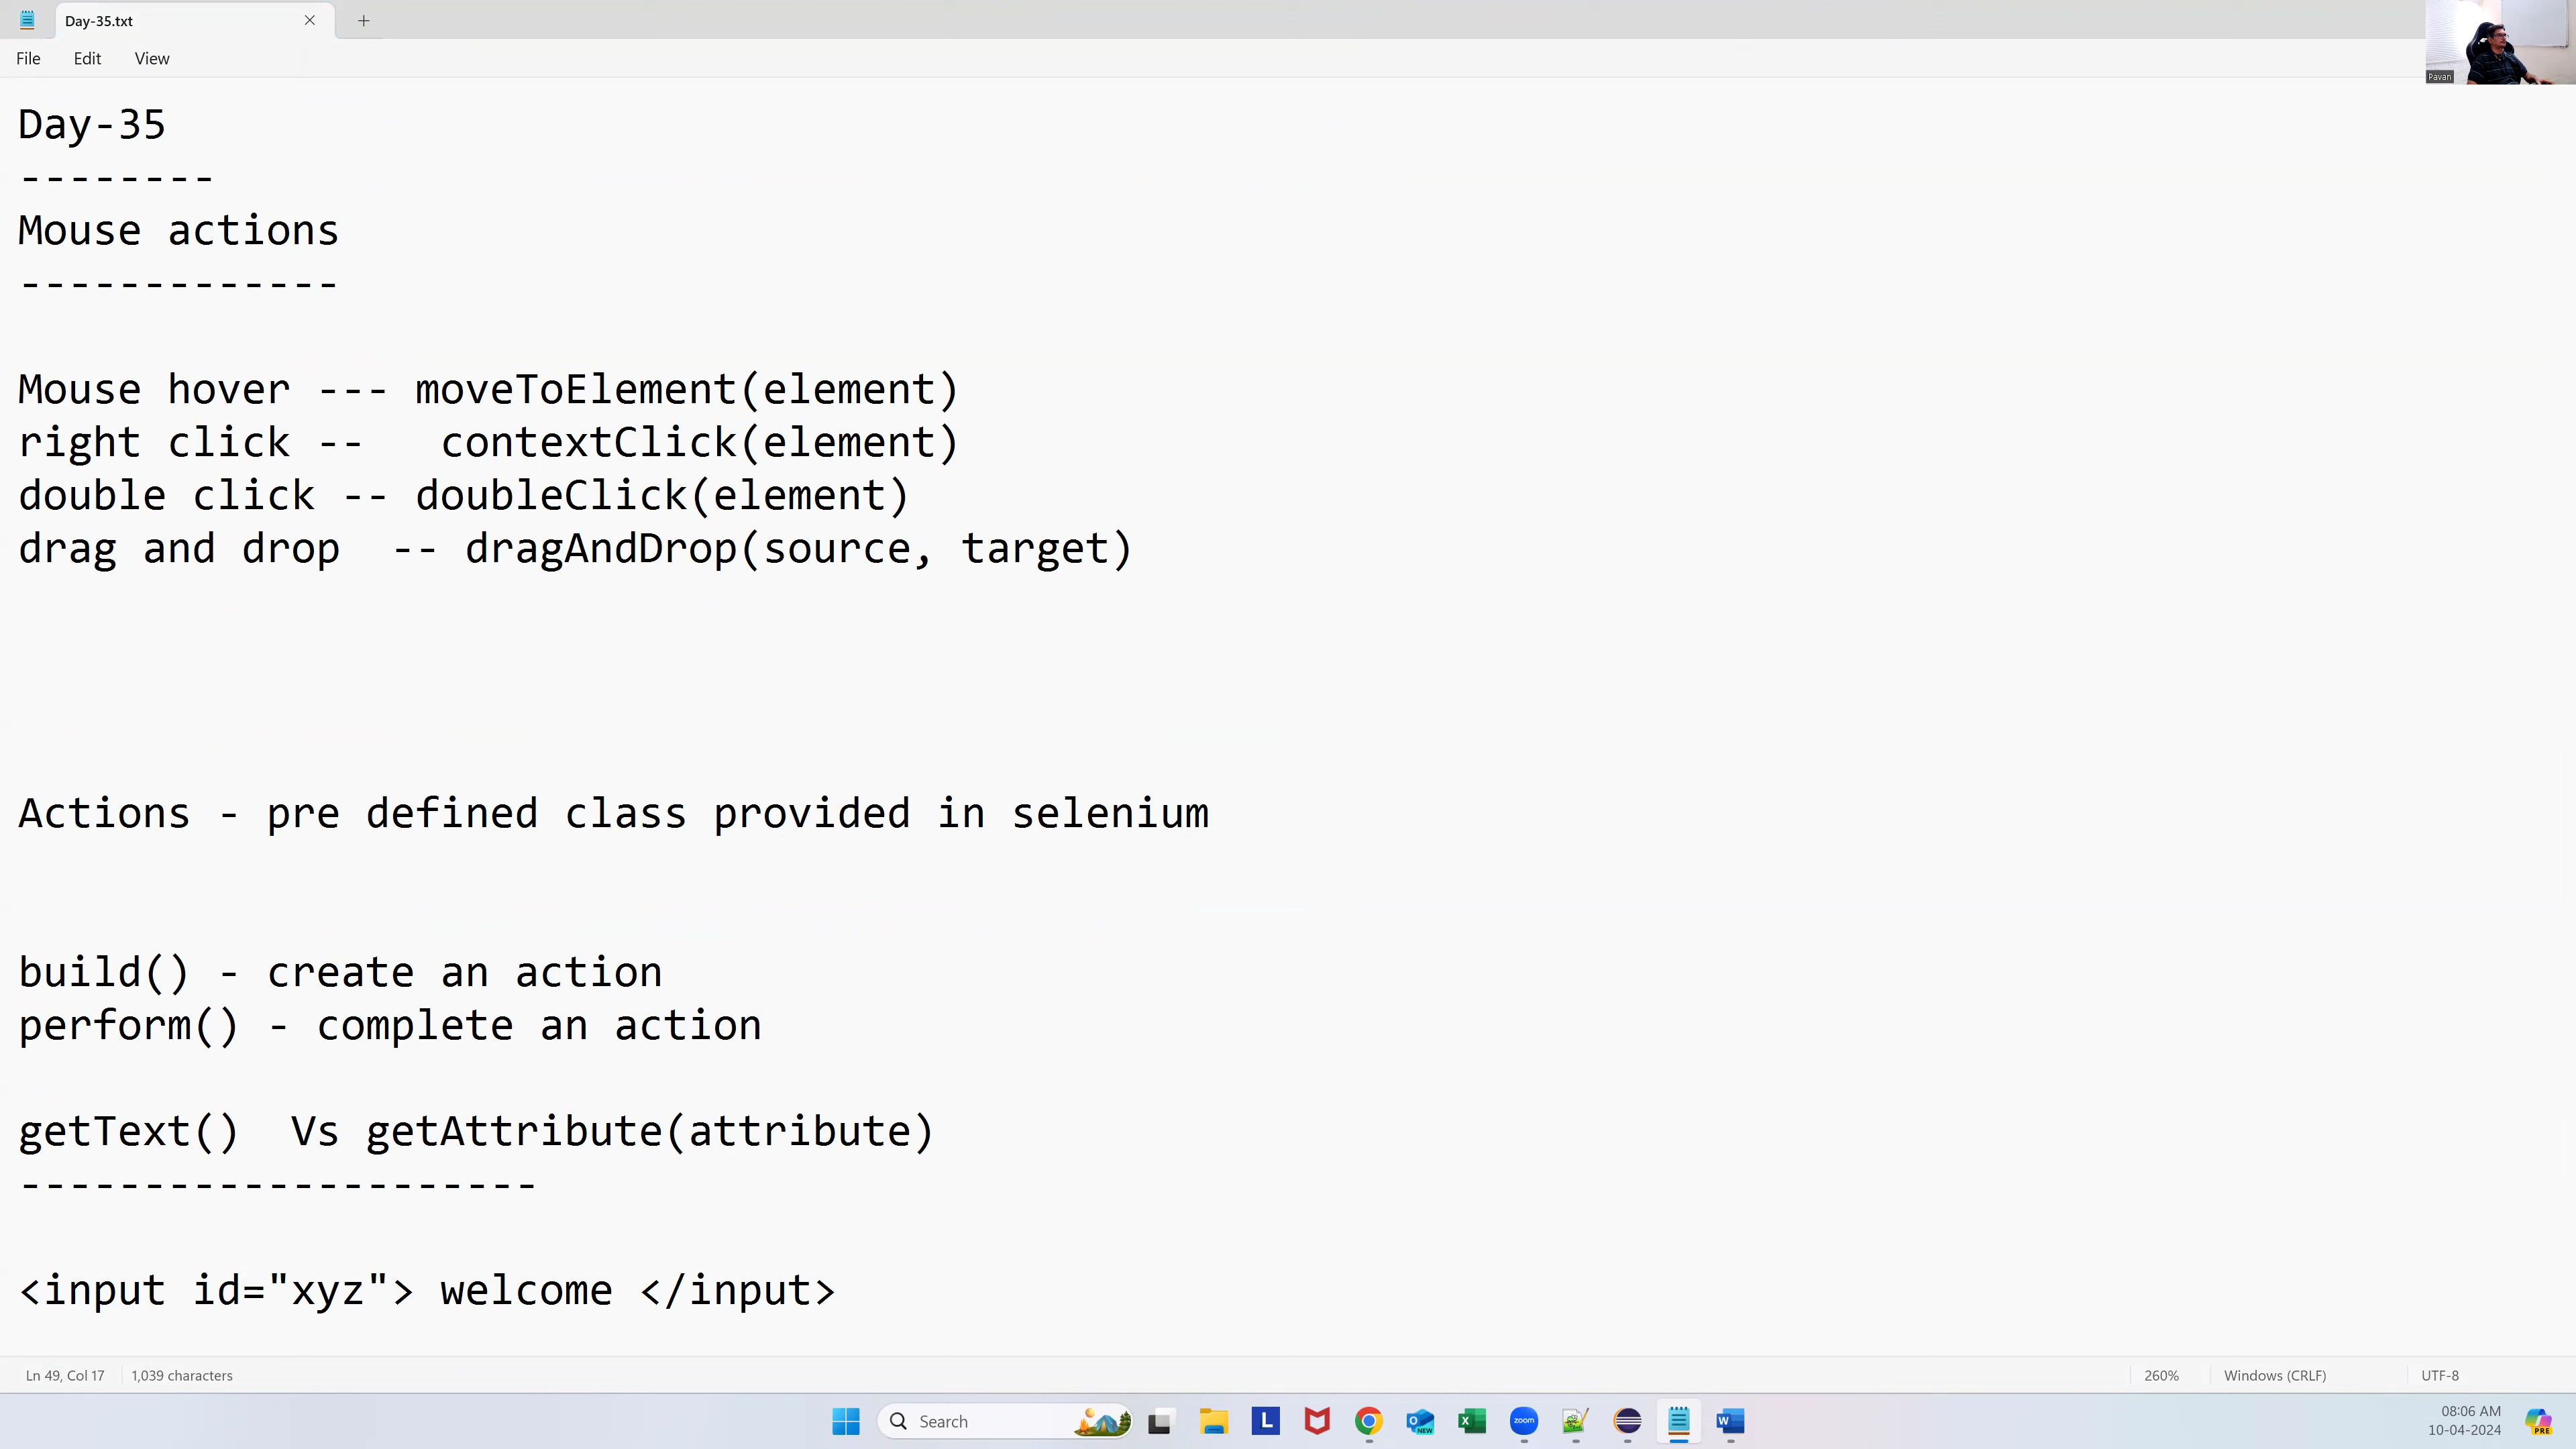 Day-35.txt
File Edit View
Pavan
Day-35
--------
Mouse actions
-------------
Mouse hover --- moveToElement(element)
right click --   contextClick(element)
double click -- doubleClick(element)
drag and drop  -- dragAndDrop(source, target)
Actions - pre defined class provided in selenium
build() - create an action
perform() - complete an action
getText()  Vs getAttribute(attribute)
---------------------
<input id="xyz"> welcome </input>
Ln 49, Col 17 1,039 characters 260% Windows (CRLF) UTF-8
Search L O NEW X zoom W 08:06 AM PRE
10-04-2024